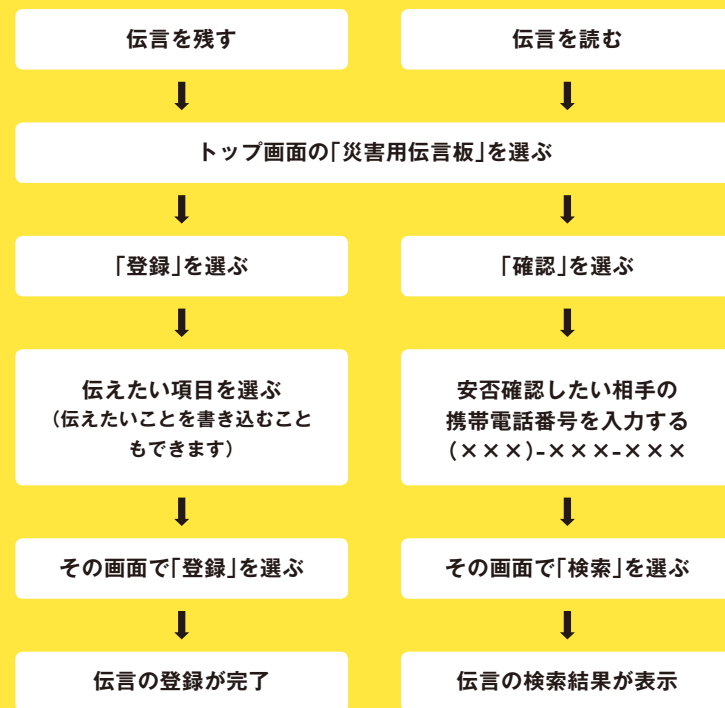 伝言を残す
伝言を読む
トップ画面の「災害用伝言板」を選ぶ
「登録」を選ぶ
「確認」を選ぶ
伝えたい項目を選ぶ
（伝えたいことを書き込むこと
もできます）
安否確認したい相手の
携帯電話番号を入力する
（×××）-×××-×××
その画面で「登録」を選ぶ
その画面で「検索」を選ぶ
伝言の登録が完了
伝言の検索結果が表示